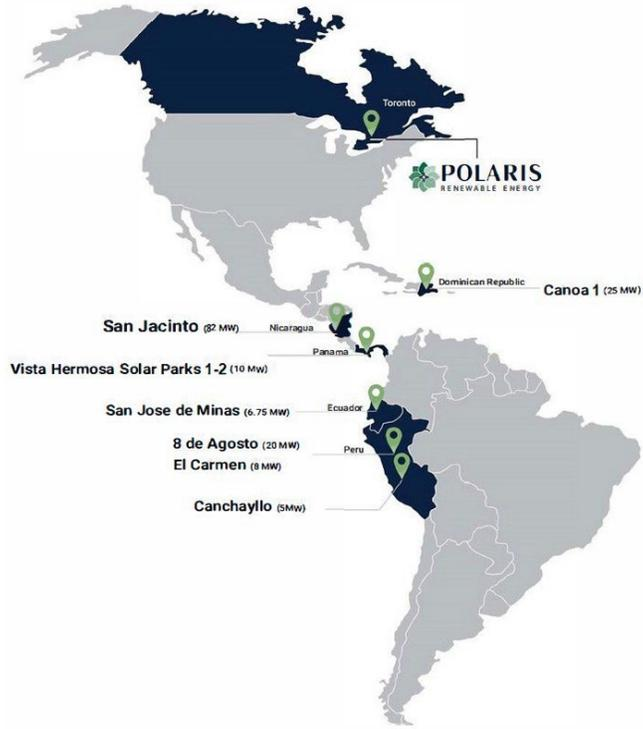 Toronto
POLARIS
RENEWABLE ENERGY
Dominican Republic
Canoa 1 (25 MW)
San Jacinto (82 MW)
Nicaragua
Panama
Vista Hermosa Solar Parks 1-2 (10 MW)
San Jose de Minas (6.75 MW)
Ecuador
8 de Agosto (20 MW)
Peru
El Carmen (8 MW)
Canchayllo (5MW)